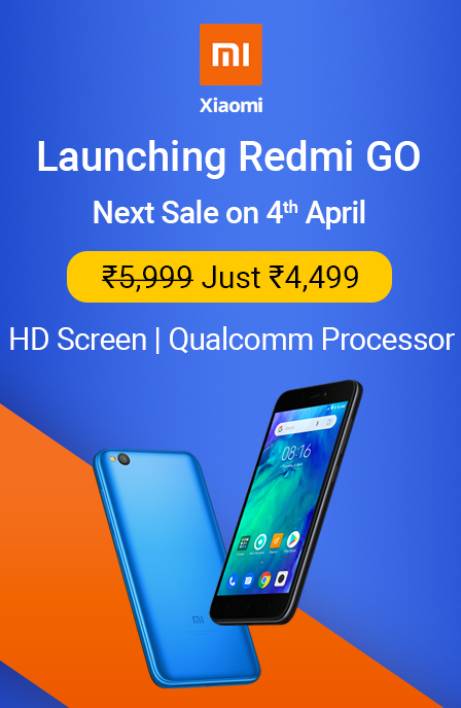 mi
Xiaomi
Launching Redmi GO
Next Sale on 4th April
₹5,999 Just ₹4,499
HD Screen | Qualcomm Processor
08:16
mi